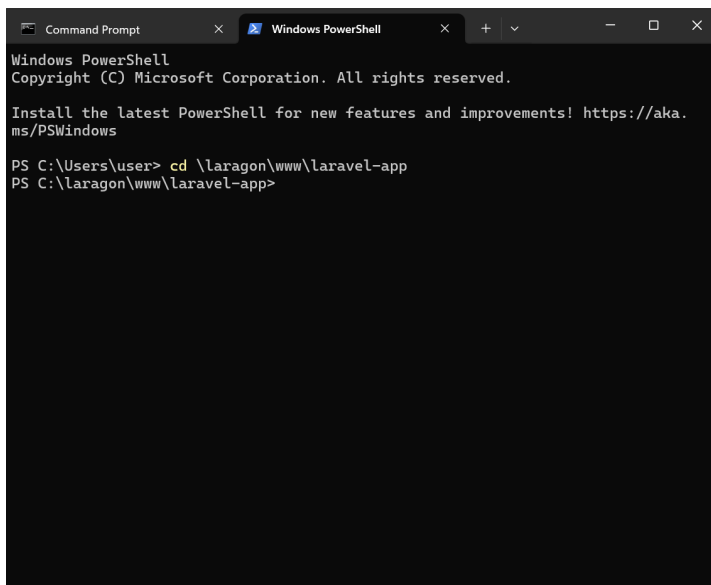 Command Prompt
Windows PowerShell
Windows PowerShell
Copyright (C) Microsoft Corporation. All rights reserved.
Install the latest PowerShell for new features and improvements! https://aka.
ms/PSWindows
PS C:\Users\user> cd \laragon\www\laravel-app
PS C:\laragon\www\laravel-app>